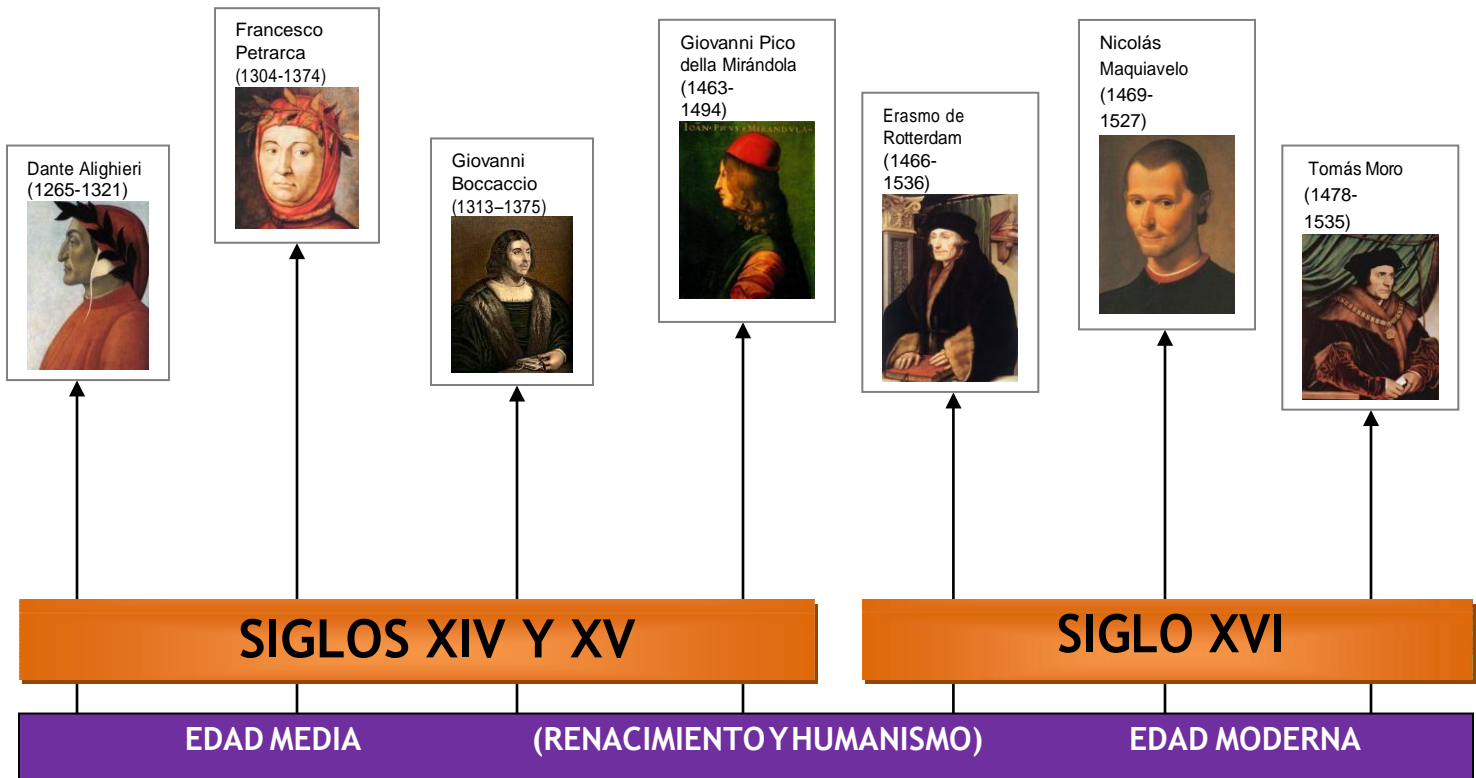 Dante Alighieri
(1265-1321)
Francesco
Petrarca
(1304-1374)
Giovanni
Boccaccio
(1313–1375)
Giovanni Pico
della Mirándola
(1463-
1494)
IOAN•PICVS•MIRANDVLA•
Erasmo de
Rotterdam
(1466-
1536)
Nicolás
Maquiavelo
(1469-
1527)
Tomás Moro
(1478-
1535)
SIGLOS XIV Y XV
SIGLO XVI
EDAD MEDIA
(RENACIMIENTO Y HUMANISMO)
EDAD MODERNA